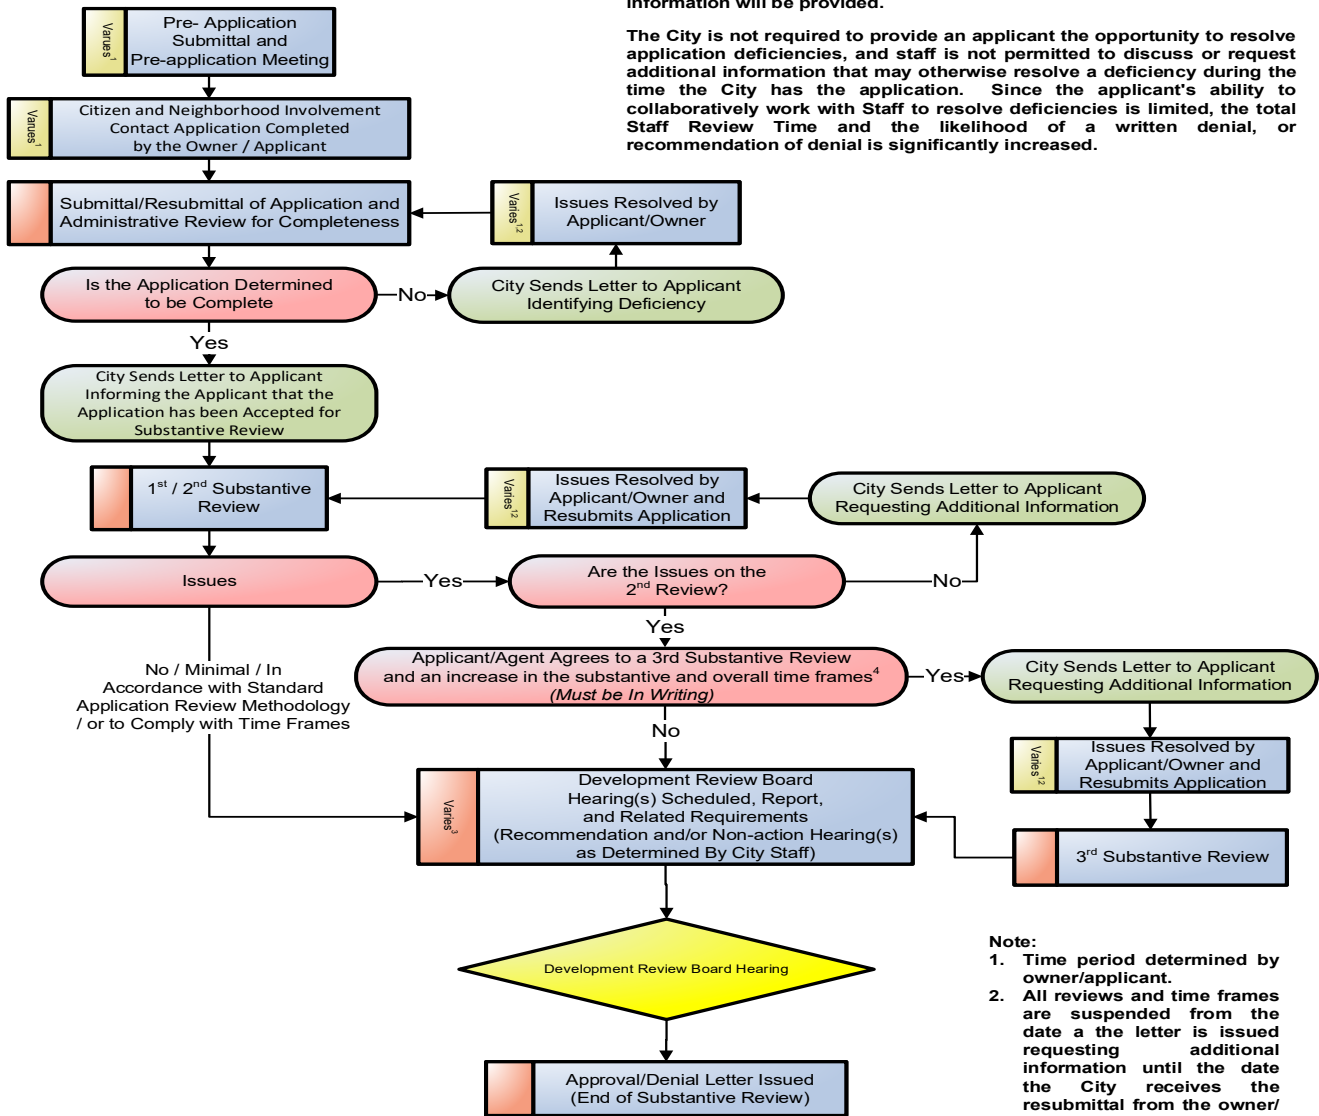 information will be provided.
The City is not required to provide an applicant the opportunity to resolve
application deficiencies, and staff is not permitted to discuss or request
additional information that may otherwise resolve a deficiency during the
time the City has the application. Since the applicant's ability to
collaboratively work with Staff to resolve deficiencies is limited, the total
Staff Review Time and the likelihood of a written denial, or
recommendation of denial is significantly increased.
Varues1
Pre- Application
Submittal and
Pre-application Meeting
Varues1
Citizen and Neighborhood Involvement
Contact Application Completed
by the Owner / Applicant
Submittal/Resubmittal of Application and
Administrative Review for Completeness
Varies12
Issues Resolved by
Applicant/Owner
Is the Application Determined
to be Complete
No
City Sends Letter to Applicant
Identifying Deficiency
Yes
City Sends Letter to Applicant
Informing the Applicant that the
Application has been Accepted for
Substantive Review
1st / 2nd Substantive
Review
Varies12
Issues Resolved by
Applicant/Owner and
Resubmits Application
City Sends Letter to Applicant
Requesting Additional Information
Issues
Yes
Are the Issues on the
2nd Review?
No
Yes
No / Minimal / In
Accordance with Standard
Application Review Methodology
/ or to Comply with Time Frames
Applicant/Agent Agrees to a 3rd Substantive Review
and an increase in the substantive and overall time frames4
(Must be In Writing)
Yes
City Sends Letter to Applicant
Requesting Additional Information
No
Varies12
Issues Resolved by
Applicant/Owner and
Resubmits Application
Varies3
Development Review Board
Hearing(s) Scheduled, Report,
and Related Requirements
(Recommendation and/or Non-action Hearing(s)
as Determined By City Staff)
3rd Substantive Review
Development Review Board Hearing
Approval/Denial Letter Issued
(End of Substantive Review)
Note:
1. Time period determined by
owner/applicant.
2. All reviews and time frames
are suspended from the
date a the letter is issued
requesting additional
information until the date
the City receives the
resubmittal from the owner/